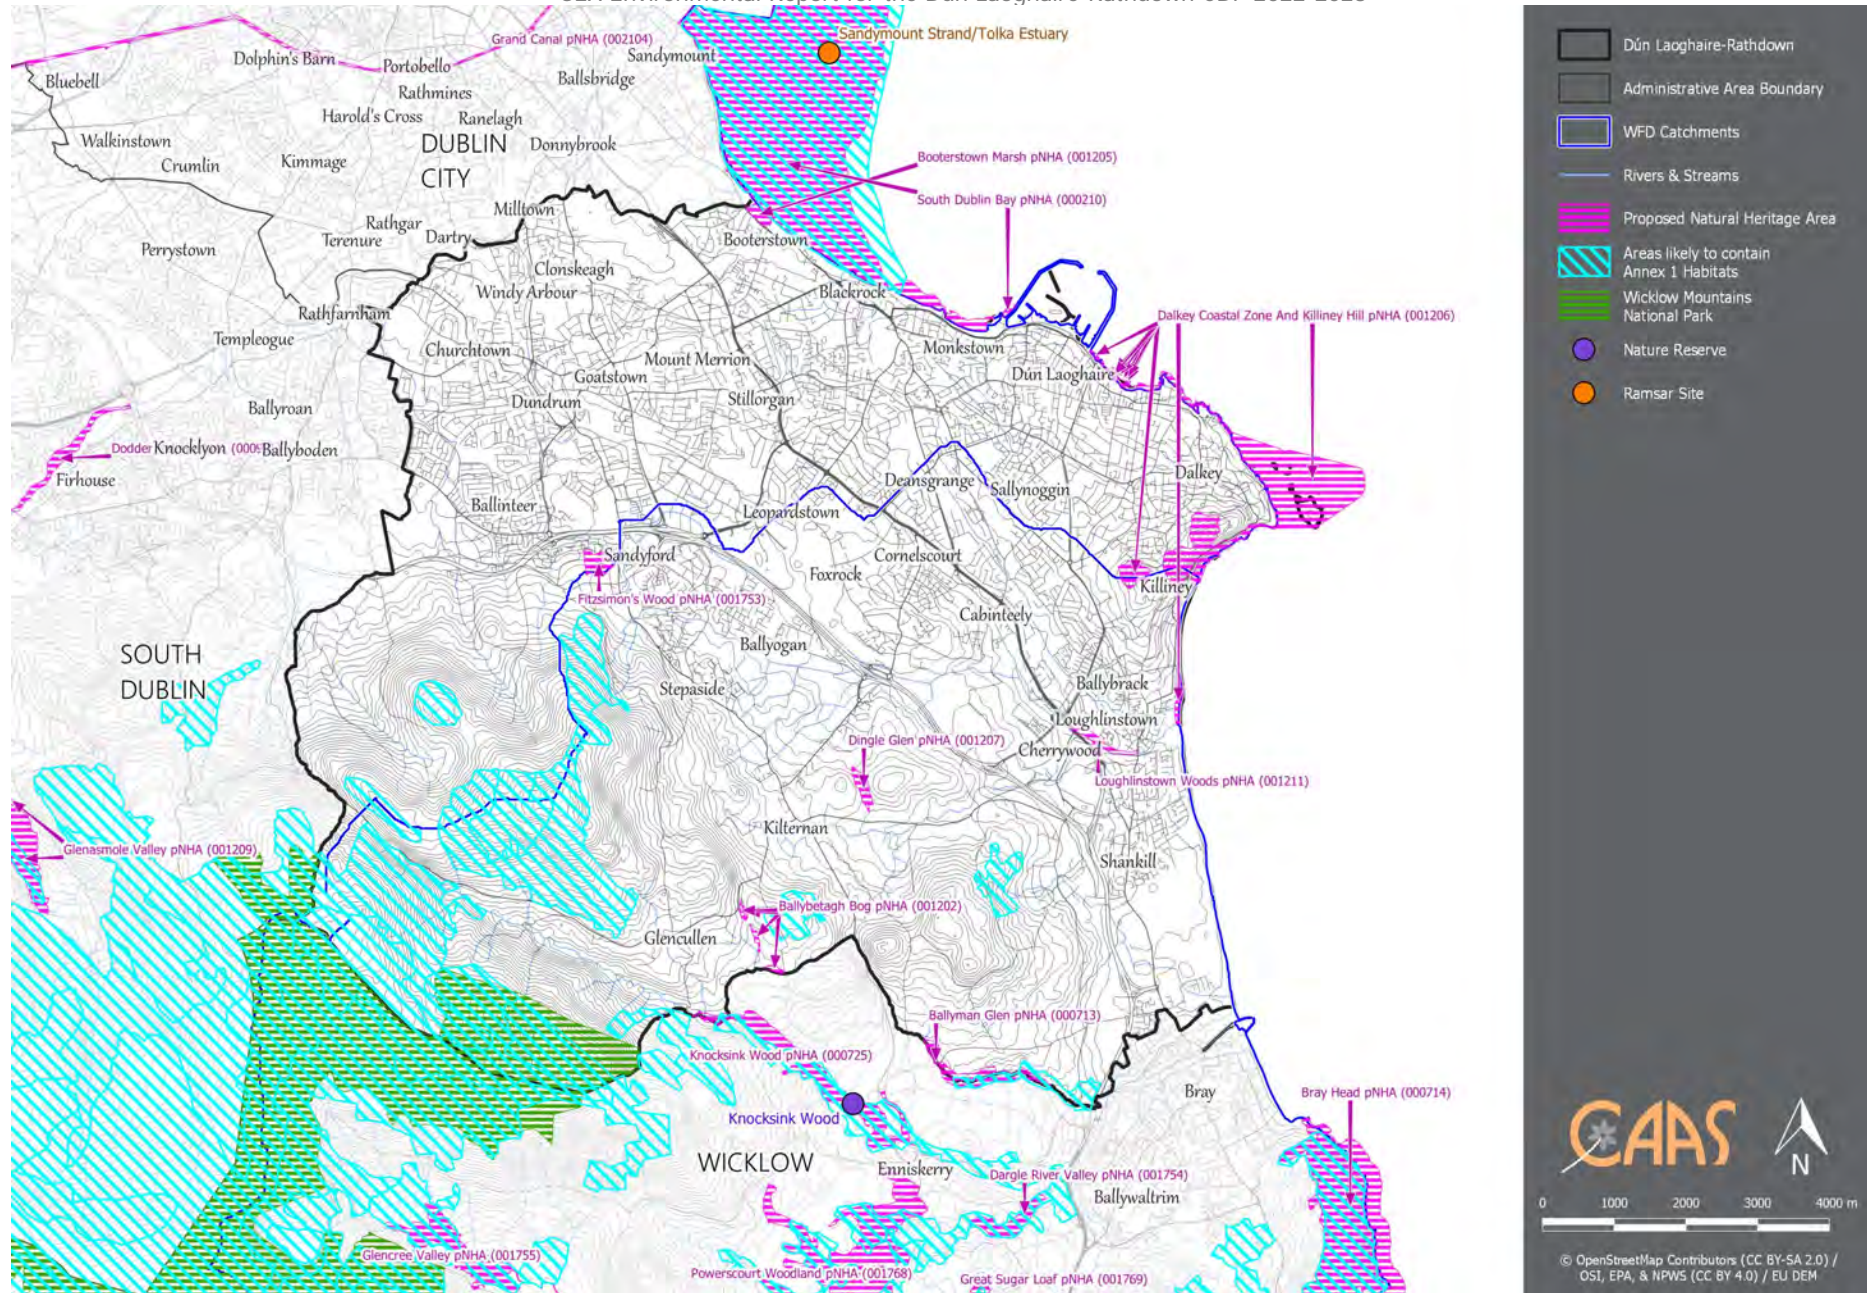 Grand Canal pNHA (002104)
Sandymount Strand/Tolka Estuary
Dolphin's Barn
Portobello
Sandymount
Bluebell
Ballsbridge
Rathmines
Harold's Cross
Ranelagh
Walkinstown
DUBLIN
CITY
Donnybrook
Crumlin
Kimmage
Booterstown Marsh pNHA (001205)
South Dublin Bay pNHA (000210)
Milltown
Rathgar
Terenure
Dartry
Perrystown
Booterstown
Clonskeagh
Windy Arbour
Blackrock
Rathfarnham
Dalkey Coastal Zone And Killiney Hill pNHA (001206)
Templeogue
Churchtown
Mount Merrion
Monkstown
Goatstown
Dún Laoghaire
Stillorgan
Dundrum
Ballyroan
Dodder
Knocklyon
Ballyboden
Firhouse
Deansgrange
Sallynoggin
Dalkey
Ballinteer
Leopardstown
Sandyford
Cornelscourt
Foxrock
Killiney
Fitzsimon's Wood pNHA (001753)
Cabinteely
Ballyogan
SOUTH
DUBLIN
Stepaside
Ballybrack
Loughlinstown
Dingle Glen pNHA (001207)
Cherrywood
Loughlinstown Woods pNHA (001211)
Kilternan
Glenasmole Valley pNHA (001209)
Shankill
Ballybetagh Bog pNHA (001202)
Glencullen
Ballyman Glen pNHA (000713)
Knocksink Wood pNHA (000725)
Bray
Bray Head pNHA (000714)
Knocksink Wood
WICKLOW
Enniskerry
Dargle River Valley pNHA (001754)
Ballywaltrim
Glencree Valley pNHA (001755)
Powerscourt Woodland pNHA (001768)
Great Sugar Loaf pNHA (001769)
Dún Laoghaire-Rathdown
Administrative Area Boundary
WFD Catchments
Rivers & Streams
Proposed Natural Heritage Area
Areas likely to contain
Annex 1 Habitats
Wicklow Mountains
National Park
Nature Reserve
Ramsar Site
CAAS
N
0 1000 2000 3000 4000 m
© OpenStreetMap Contributors (CC BY-SA 2.0) /
OSI, EPA, & NPWS (CC BY 4.0) / EU DEM